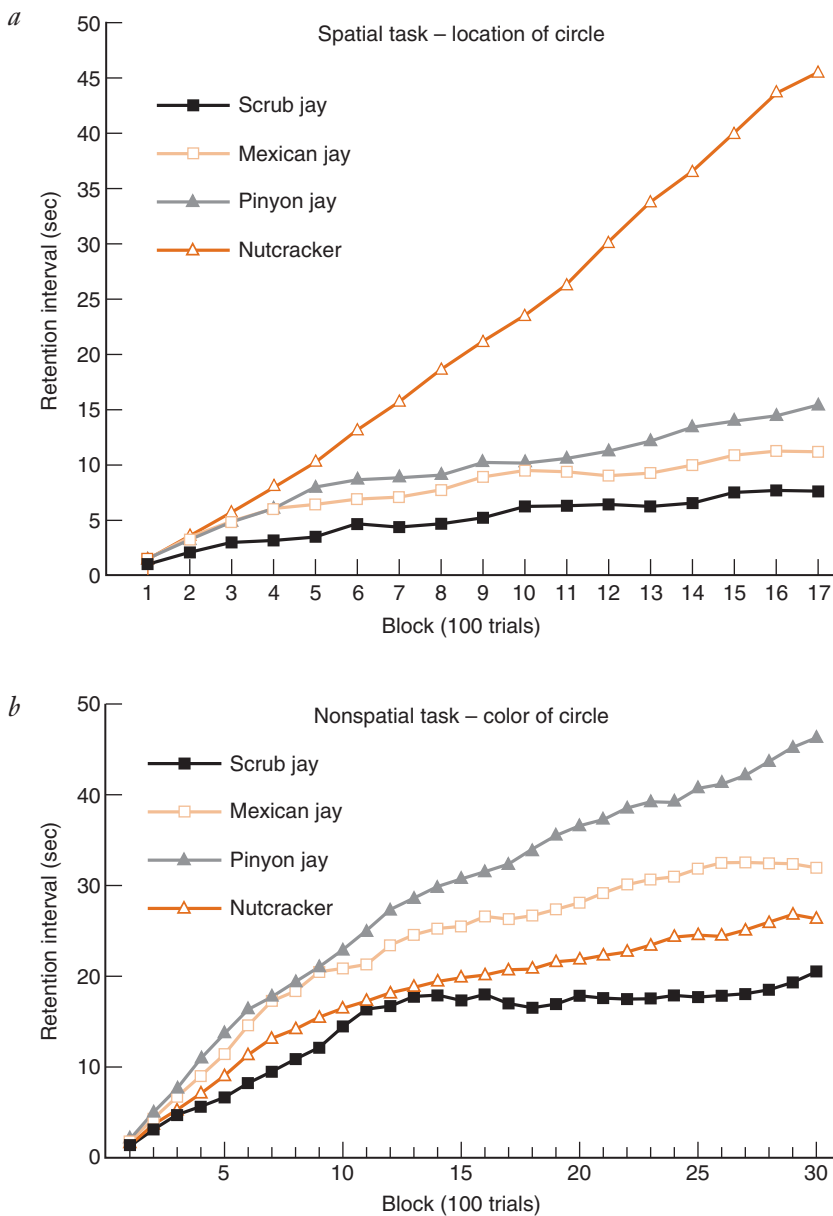 a
Spatial task – location of circle
Retention interval (sec)
50
45
40
35
30
25
20
15
10
5
0
Scrub jay
Mexican jay
Pinyon jay
Nutcracker
1 2 3 4 5 6 7 8 9 10 11 12 13 14 15 16 17
Block (100 trials)
b
Nonspatial task – color of circle
Retention interval (sec)
50
40
30
20
10
0
Scrub jay
Mexican jay
Pinyon jay
Nutcracker
5 10 15 20 25 30
Block (100 trials)